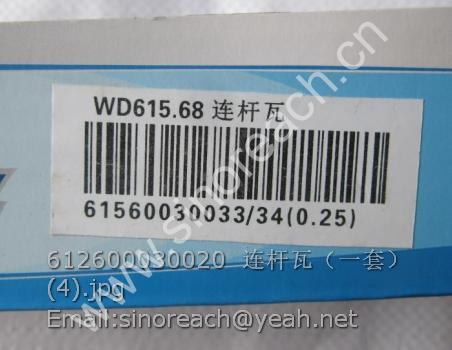 WD615.68 连杆瓦
61560030033/34(0.25)
www.sinoreach.cn
612600030020 连杆瓦（一套）
(4).jpg
Email:sinoreach@yeah.net